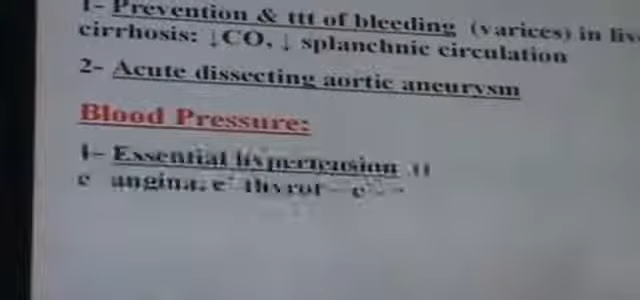 1- Prevention & ttt of bleeding (varices) in
cirrhosis: ↓CO, ↓ splanchnic circulation
2- Acute dissecting aortic aneurysm
Blood Pressure:
1- Essential hypertension
c angina, c